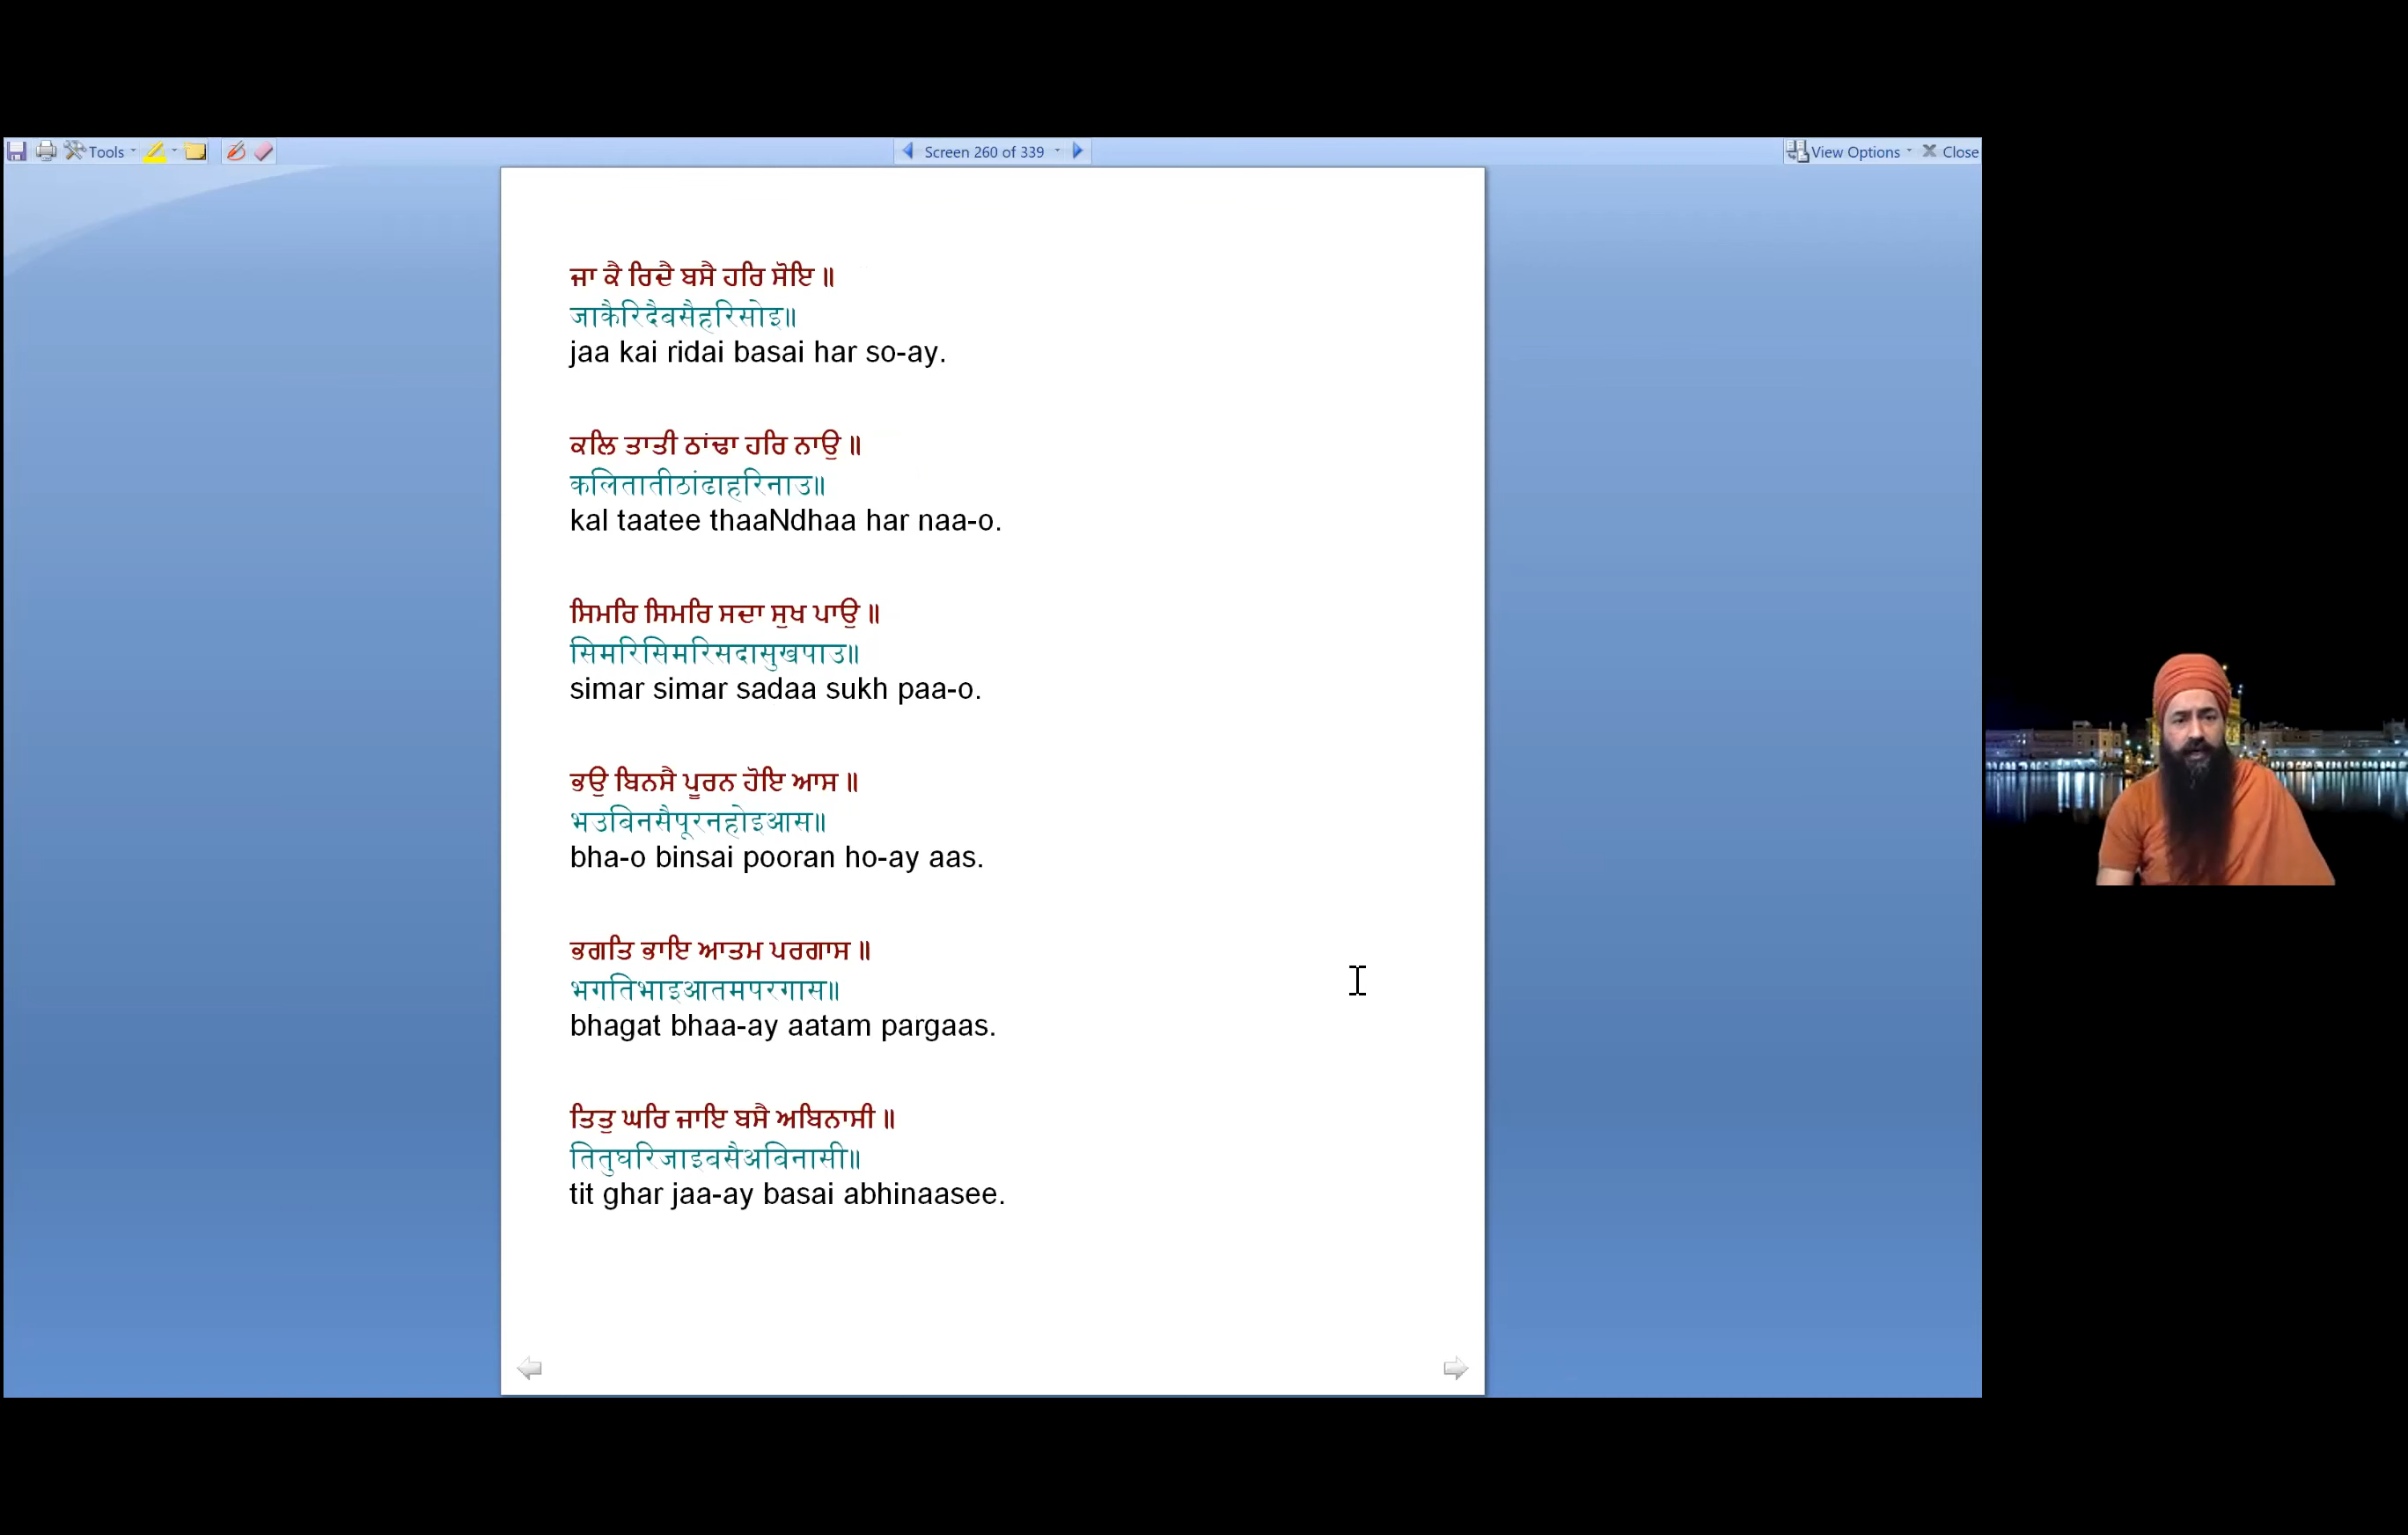 Tools
Screen 260 of 339
View Options
Close
ਜਾ ਕੈ ਰਿਦੈ ਬਸੈ ਹਰਿ ਸੋਇ ॥
जाकैरिदैबसैहरिसोइ॥
jaa kai ridai basai har so-ay.
ਕਲਿ ਤਾਤੀ ਠਾਂਢਾ ਹਰਿ ਨਾਉ ॥
कलितातीठांढाहरिनाउ॥
kal taatee thaaNdhaa har naa-o.
ਸਿਮਰਿ ਸਿਮਰਿ ਸਦਾ ਸੁਖ ਪਾਉ ॥
सिमरिसिमरिसदासुखपाउ॥
simar simar sadaa sukh paa-o.
ਭਉ ਬਿਨਸੈ ਪੂਰਨ ਹੋਇ ਆਸ ॥
भउबिनसैपूरनहोइआस॥
bha-o binsai pooran ho-ay aas.
ਭਗਤਿ ਭਾਇ ਆਤਮ ਪਰਗਾਸ ॥
भगतिभाइआतमपरगास॥
bhagat bhaa-ay aatam pargaas.
ਤਿਤੁ ਘਰਿ ਜਾਇ ਬਸੈ ਅਬਿਨਾਸੀ ॥
तितुघरिजाइबसैअबिनासी॥
tit ghar jaa-ay basai abhinaasee.